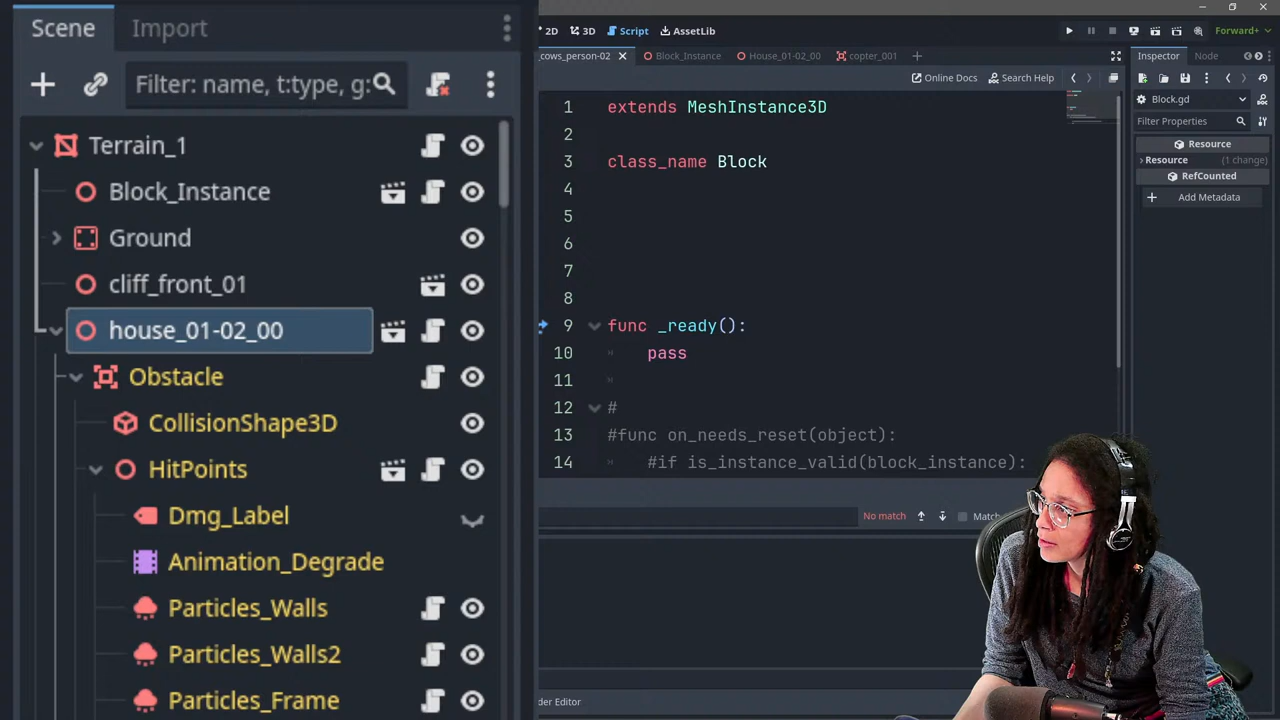 Scene
Import
Filter: name, t:type, g:
Terrain_1
Block_Instance
Ground
cliff_front_01
house_01-02_00
Obstacle
CollisionShape3D
HitPoints
Dmg_Label
Animation_Degrade
Particles_Walls
Particles_Walls2
Particles_Frame
2D 3D Script AssetLib
Forward+
_cows_person-02 Block_Instance House_01-02_00 copter_001
Online Docs Search Help
1 extends MeshInstance3D
2
3 class_name Block
4
5
6
7
8
9 func _ready():
10 pass
11
12 #
13 #func on_needs_reset(object):
14 #if is_instance_valid(block_instance):
No match
Match
der Editor
Inspector Node
Block.gd
Filter Properties
Resource
Resource (1 change)
RefCounted
Add Metadata